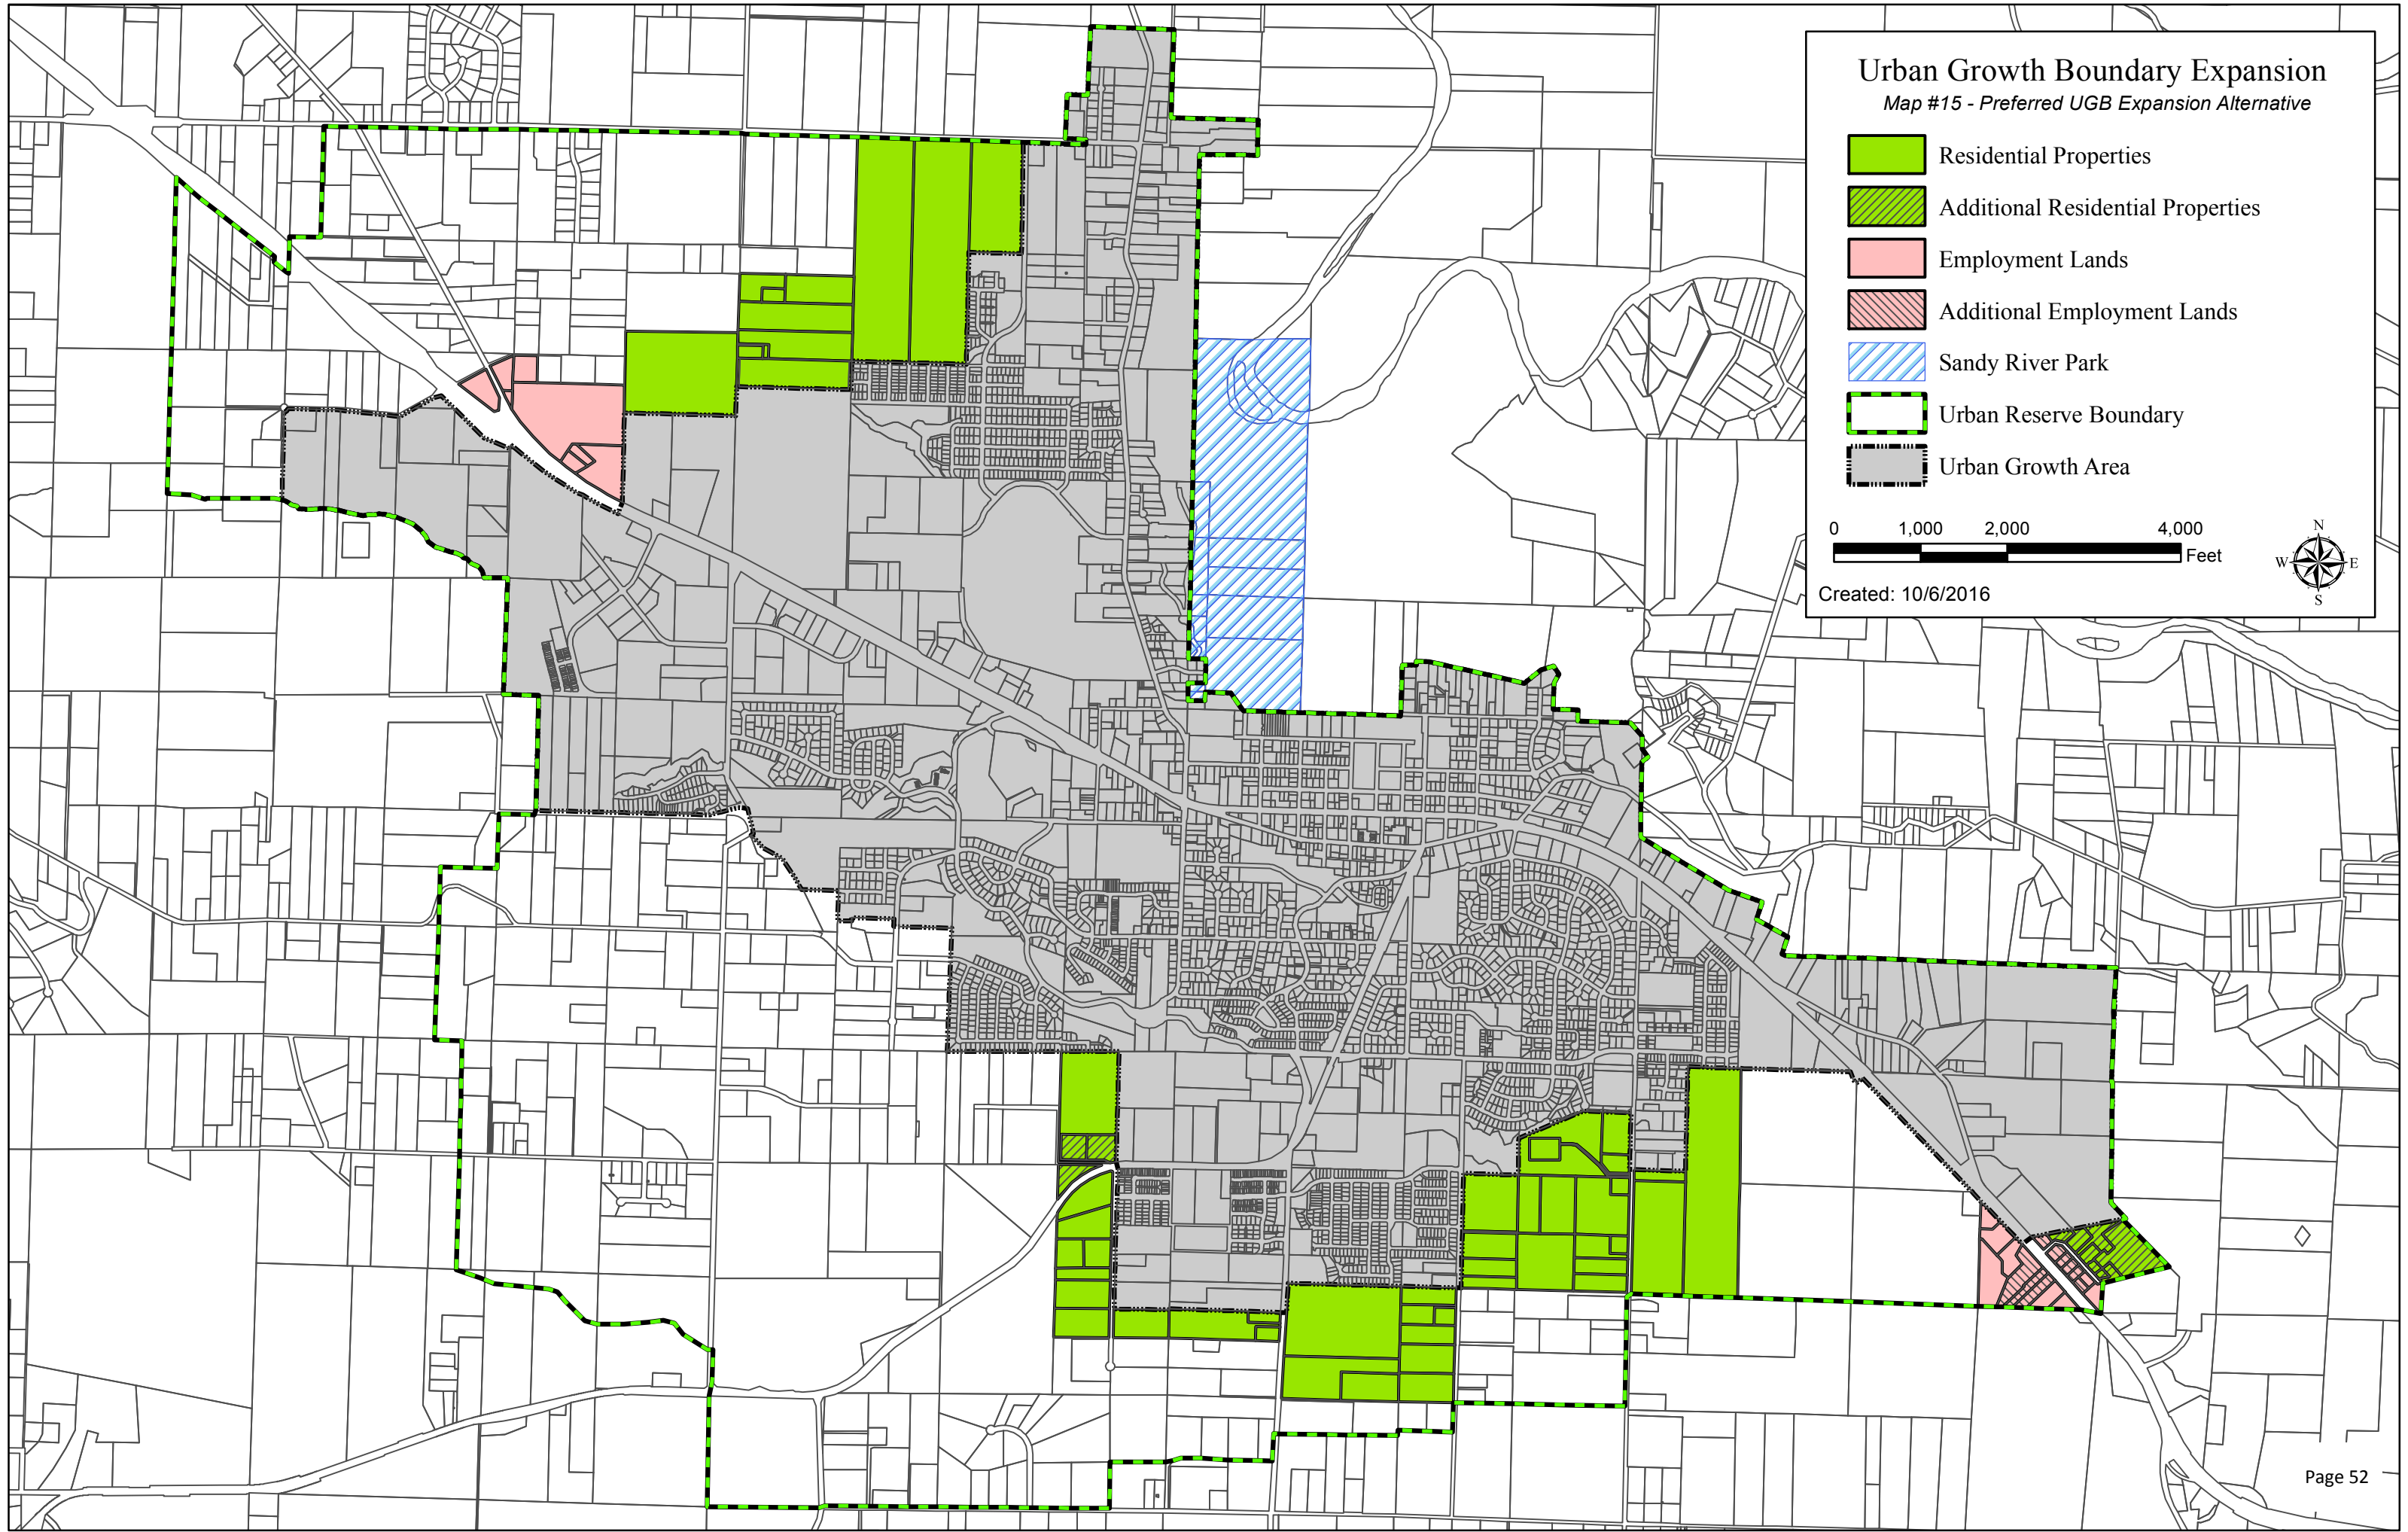 Urban Growth Boundary Expansion
Map #15 - Preferred UGB Expansion Alternative
Residential Properties
Additional Residential Properties
Employment Lands
Additional Employment Lands
Sandy River Park
Urban Reserve Boundary
Urban Growth Area
0 1,000 2,000 4,000
Feet
N
W E
S
Created: 10/6/2016
Page 52